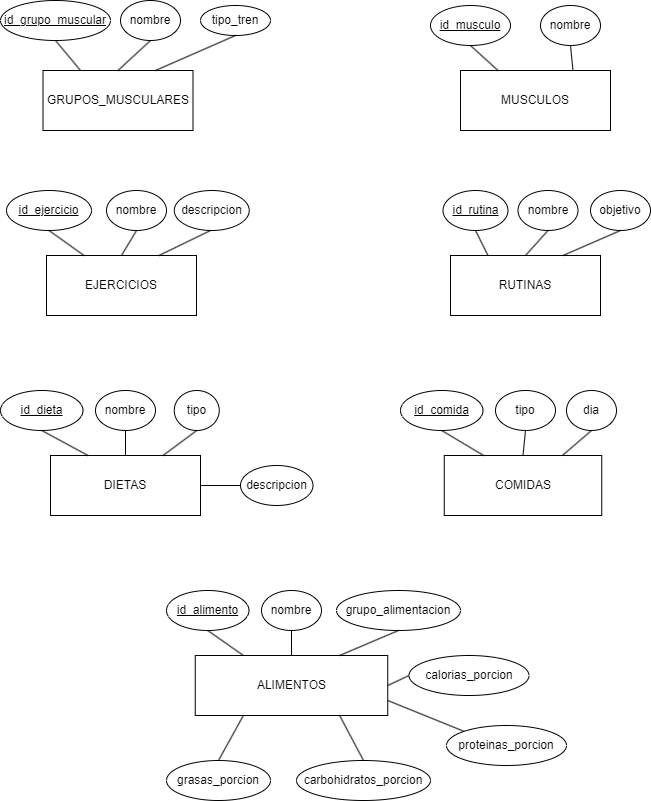 id_grupo_muscular
nombre
tipo_tren
GRUPOS_MUSCULARES
id_musculo
nombre
MUSCULOS
id_ejercicio
nombre
descripcion
EJERCICIOS
id_rutina
nombre
objetivo
RUTINAS
id_dieta
nombre
tipo
DIETAS
descripcion
id_comida
tipo
dia
COMIDAS
id_alimento
nombre
grupo_alimentacion
ALIMENTOS
calorias_porcion
proteinas_porcion
grasas_porcion
carbohidratos_porcion